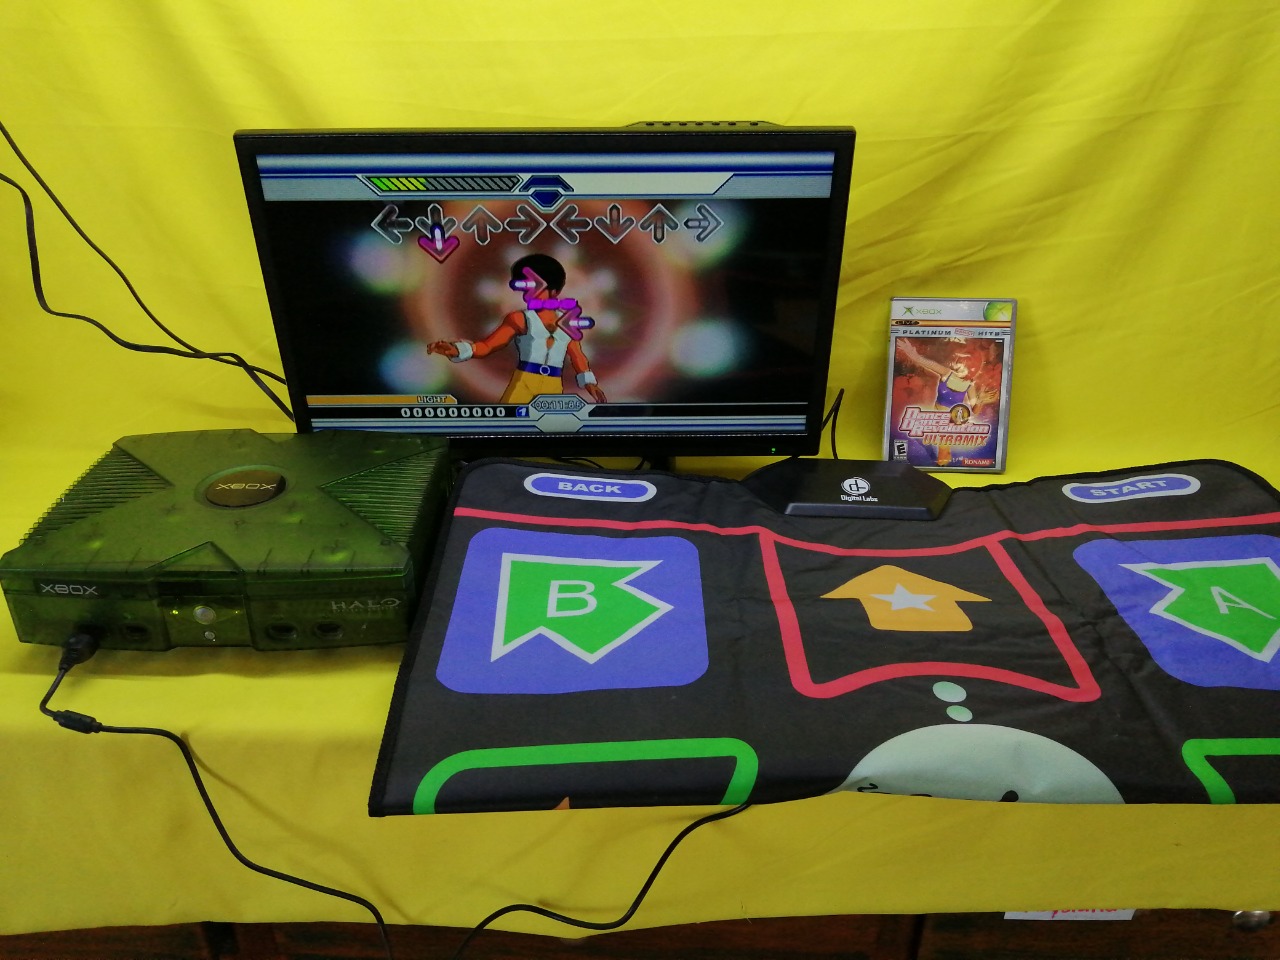 LIGHT
000000000
XBOX
PLATINUM HITS
Dance
Dance
Revolution
ULTRAMIX
E
KONAMI
XBOX
XBOX
HALO
Digital Labs
BACK
START
B
A